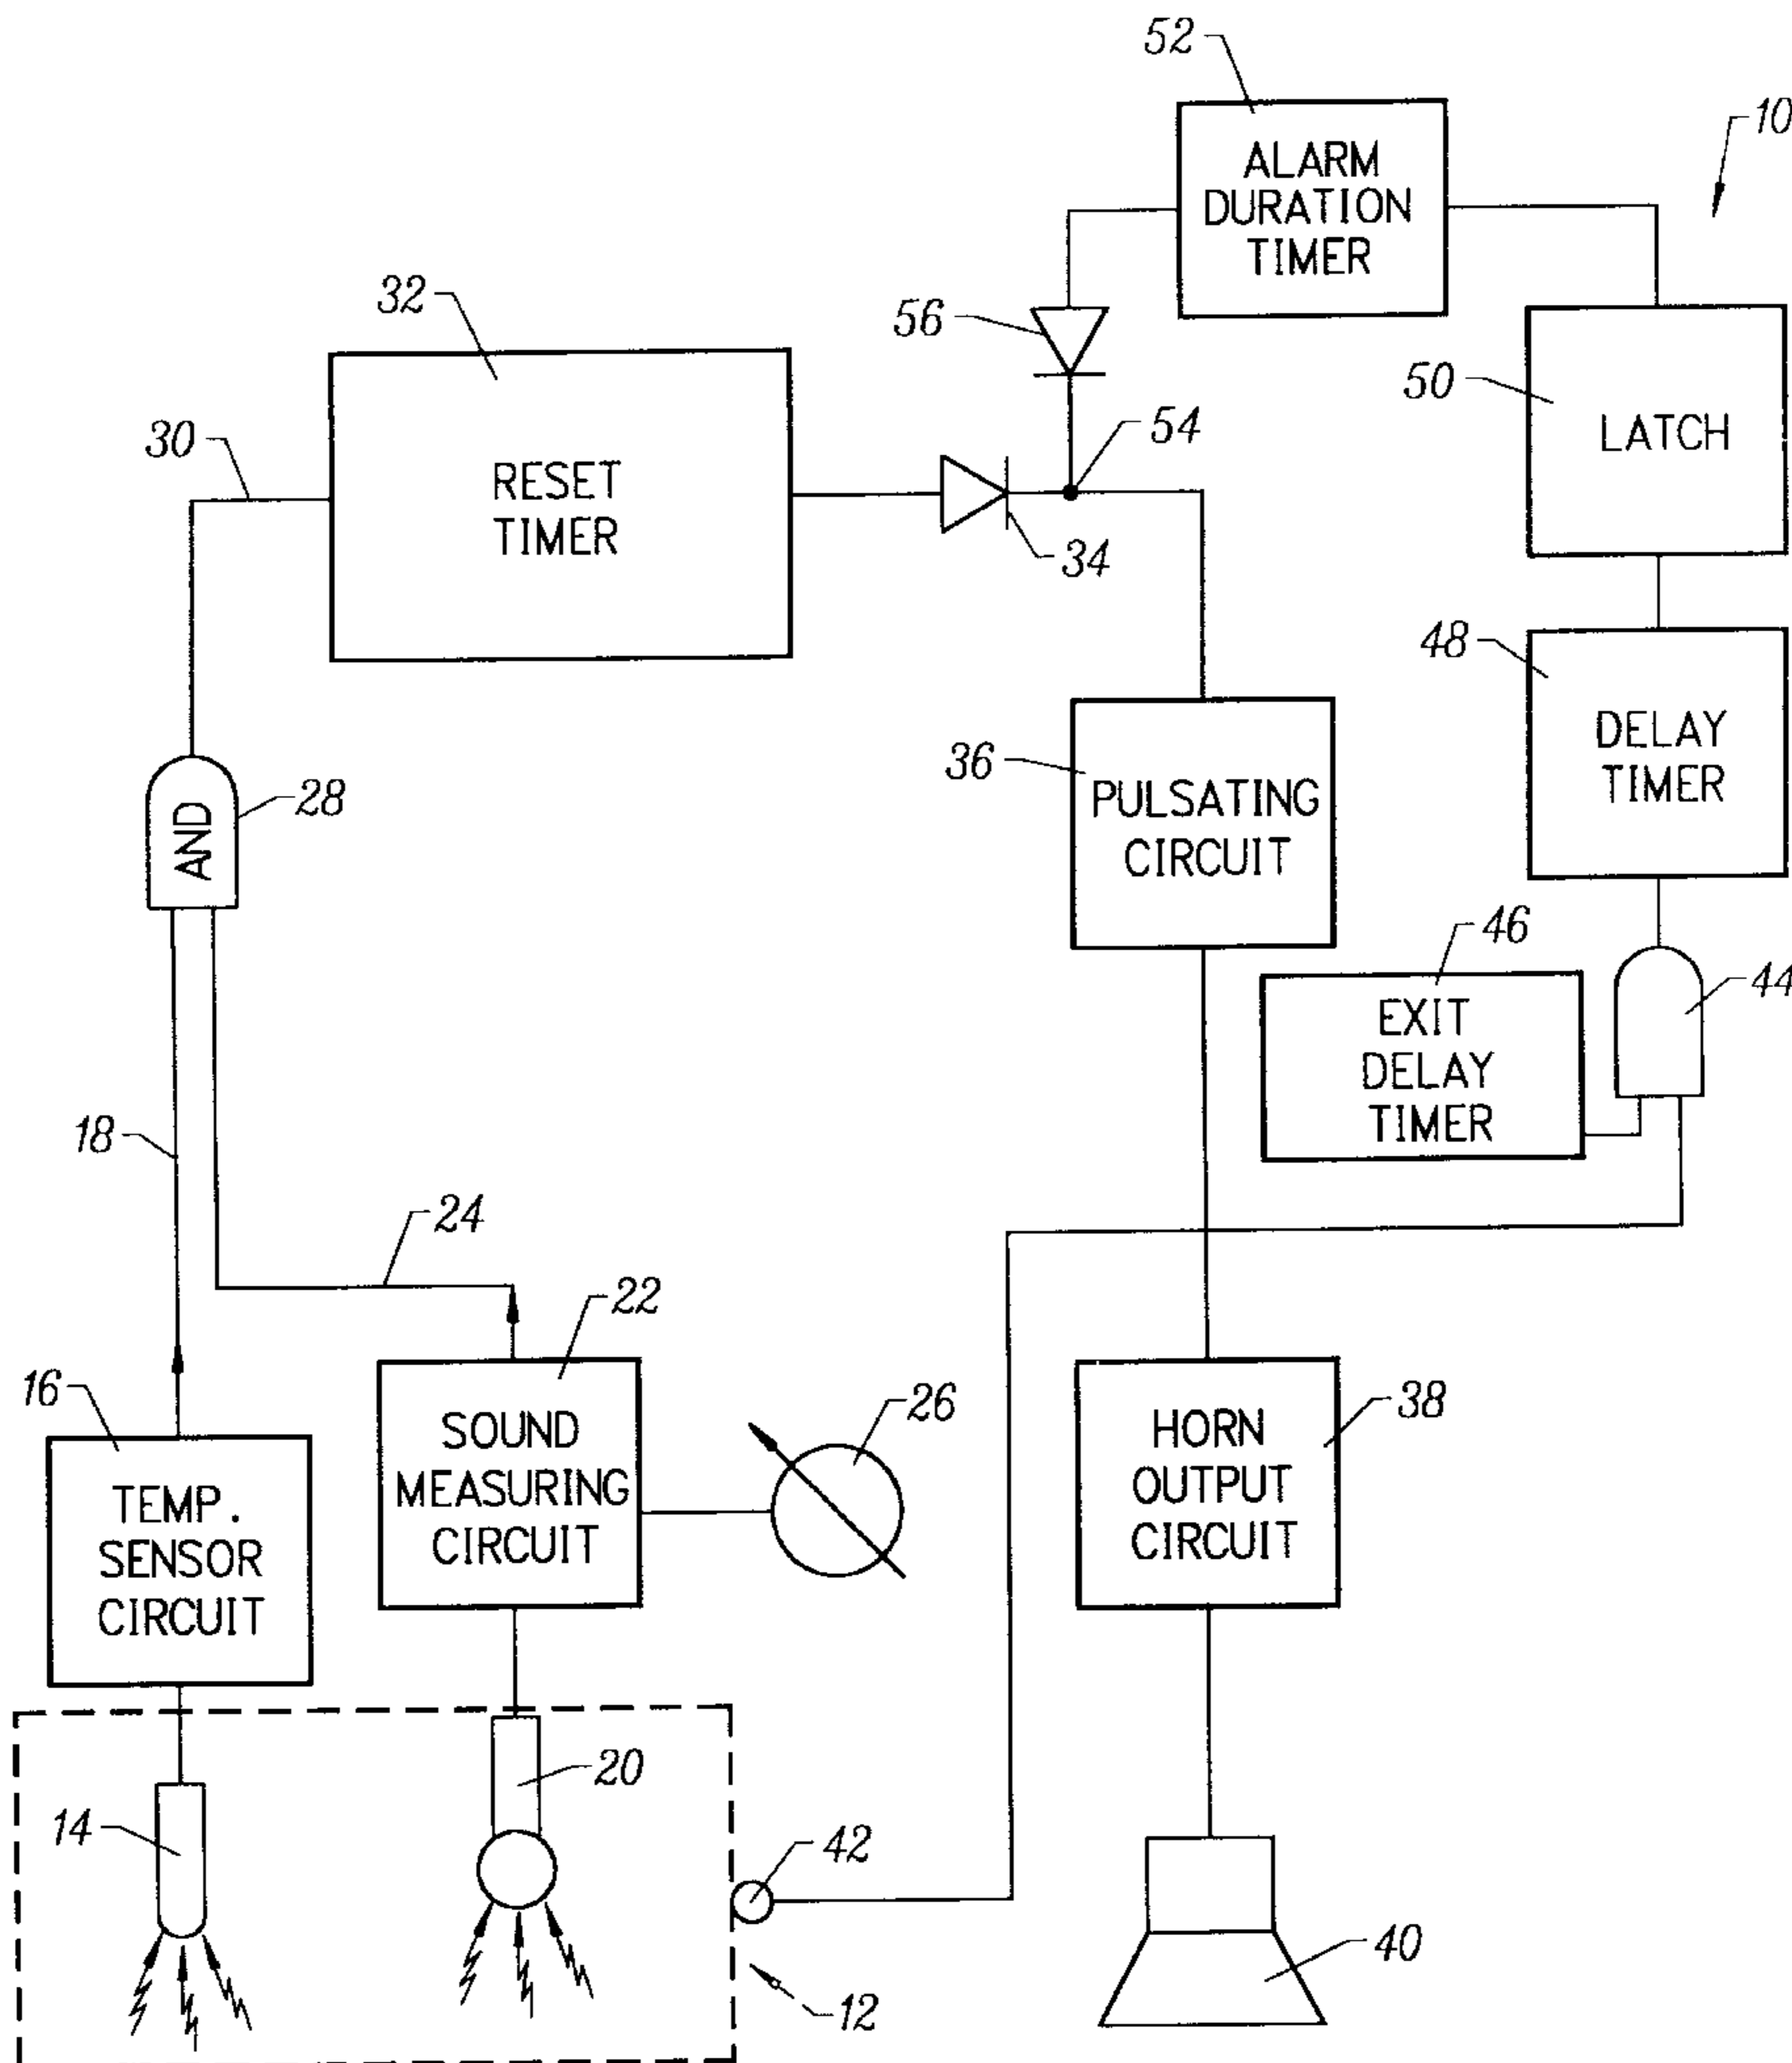 52
10
ALARM
DURATION
TIMER
32
56
50
LATCH
30
54
RESET
TIMER
34
48
DELAY
TIMER
36
PULSATING
CIRCUIT
28
AND
46
44
EXIT
DELAY
TIMER
18
24
22
16
26
38
SOUND
MEASURING
CIRCUIT
HORN
OUTPUT
CIRCUIT
TEMP.
SENSOR
CIRCUIT
20
14
42
40
12